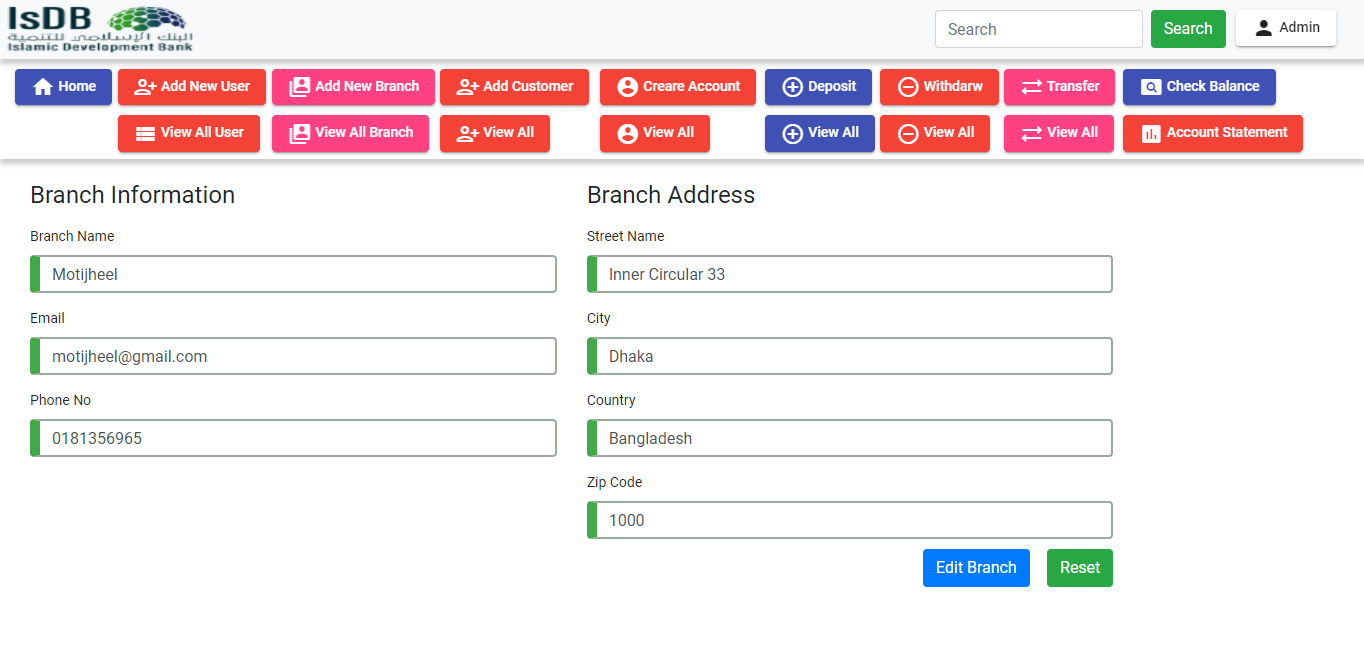 IsDB
البنك الإسلامي للتنمية
Islamic Development Bank
Search
Search
Admin
Home
Add New User
Add New Branch
Add Customer
Creare Account
Deposit
Withdarw
Transfer
Check Balance
View All User
View All Branch
View All
View All
View All
View All
View All
Account Statement
Branch Information
Branch Name
Motijheel
Email
motijheel@gmail.com
Phone No
0181356965
Branch Address
Street Name
Inner Circular 33
City
Dhaka
Country
Bangladesh
Zip Code
1000
Edit Branch
Reset